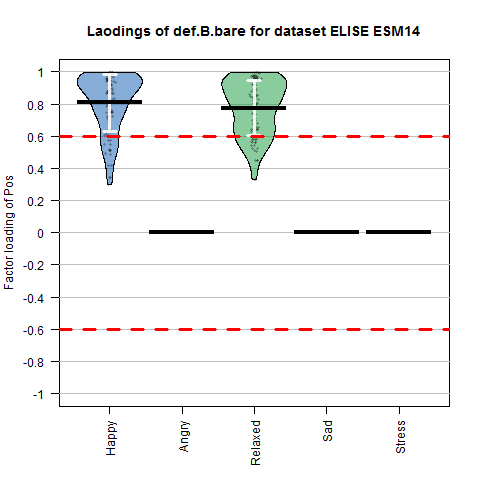 Laodings of def.B.bare for dataset ELISE ESM14
Factor loading of Pos
1
0.8
0.6
0.4
0.2
0
-0.2
-0.4
-0.6
-0.8
-1
Happy
Angry
Relaxed
Sad
Stress